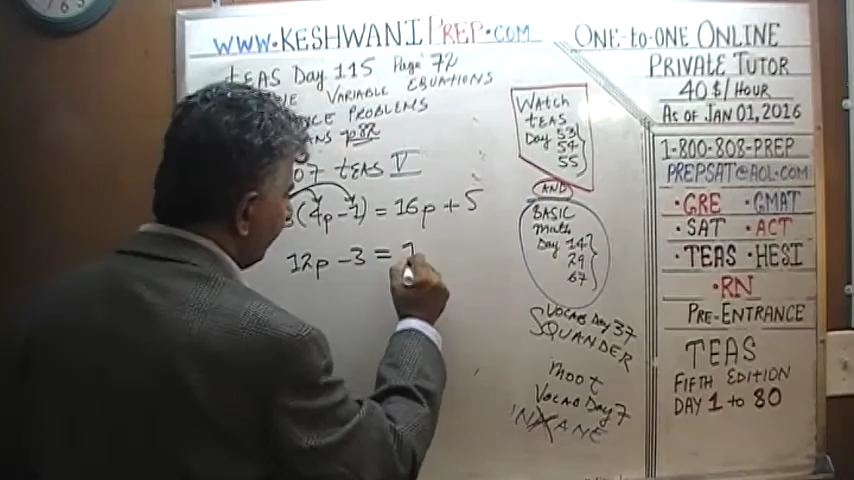 WWW.KESHWANI PREP.COM
TEAS DAY 115 Page 72
VARIABLE EQUATIONS
PROBLEMS
p82
07 TEAS V
(4p-1) = 16p + 5
12p - 3 =
WATCH
TEAS
Day 53
54
55
AND
BASIC
Math
Day 14
29
67
VOCAB Day 37
SQUANDER
MOOT
Vocab Day 7
INANE
ONE-to-ONE ONLINE
PRIVATE TUTOR
40 $/HOUR
AS OF JAN 01, 2016
1-800-808-PREP
PREPSAT@AOL.COM
•GRE •GMAT
•SAT •ACT
•TEAS •HESI
•RN
PRE-ENTRANCE
TEAS
FIFTH EDITION
DAY 1 to 80